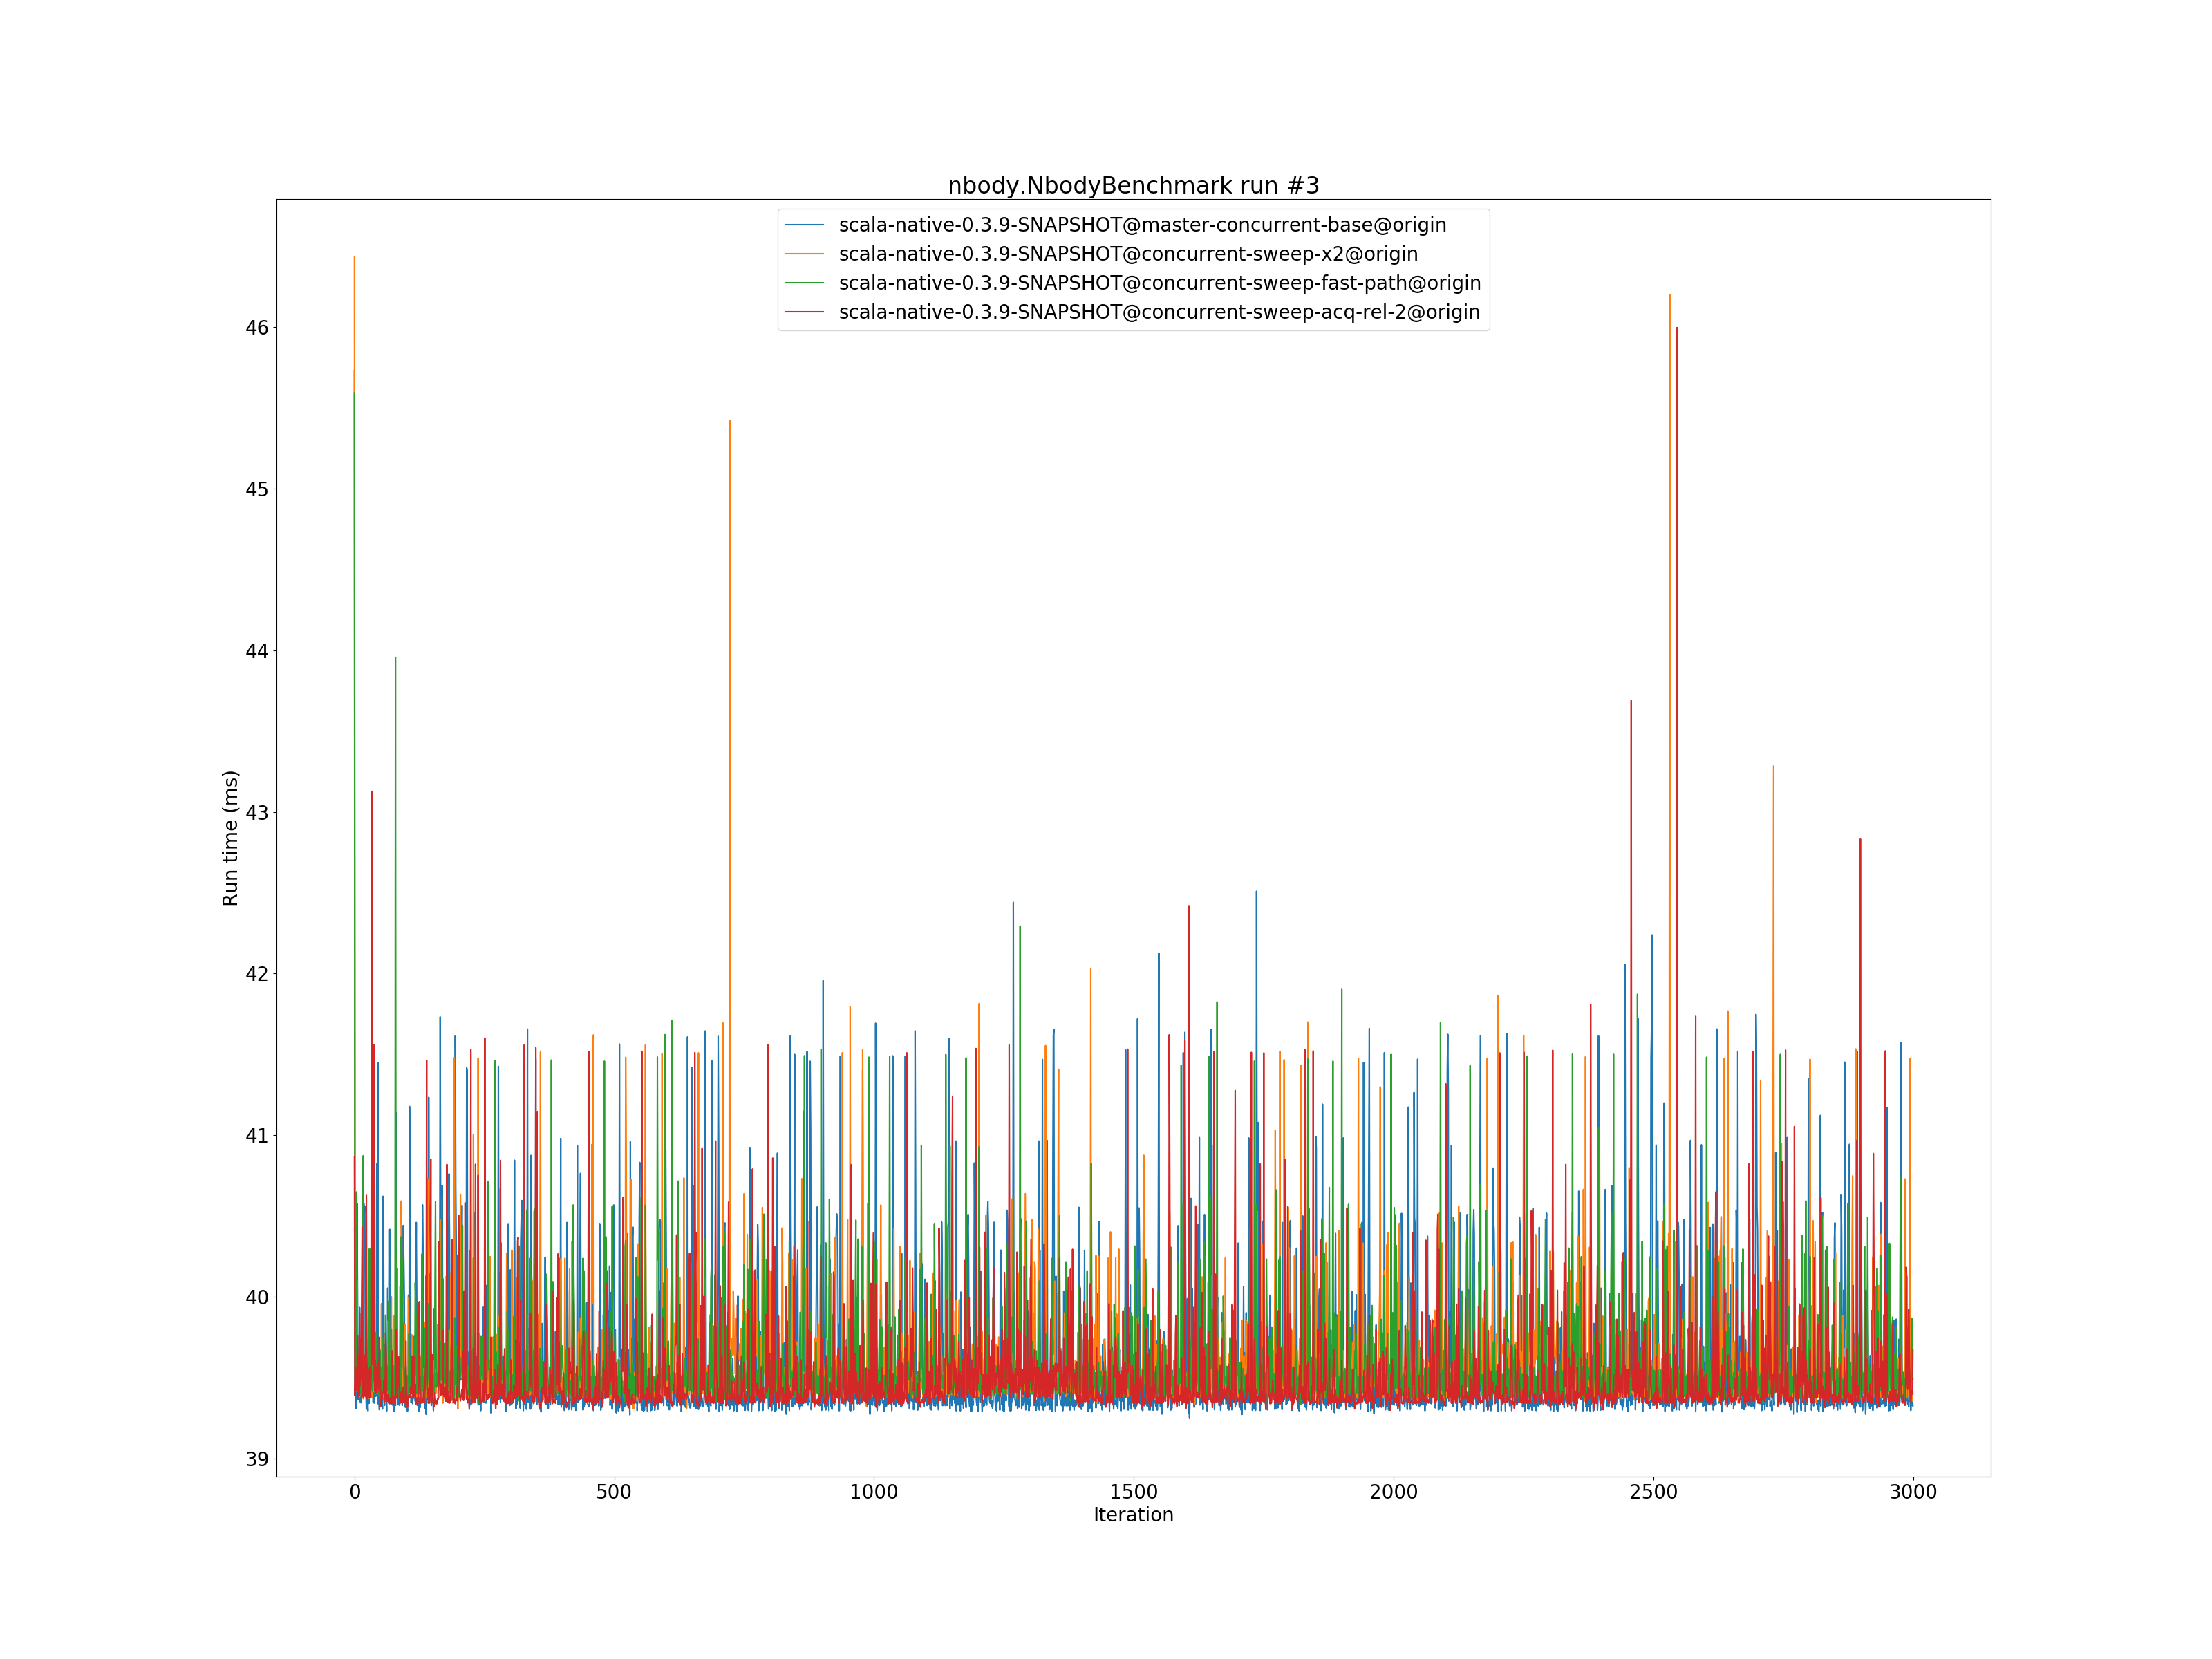 nbody.NbodyBenchmark run #3
scala-native-0.3.9-SNAPSHOT@master-concurrent-base@origin
scala-native-0.3.9-SNAPSHOT@concurrent-sweep-x2@origin
scala-native-0.3.9-SNAPSHOT@concurrent-sweep-fast-path@origin
scala-native-0.3.9-SNAPSHOT@concurrent-sweep-acq-rel-2@origin
46
45
44
43
42
41
40
39
Run time (ms)
0 500 1000 1500 2000 2500 3000
Iteration